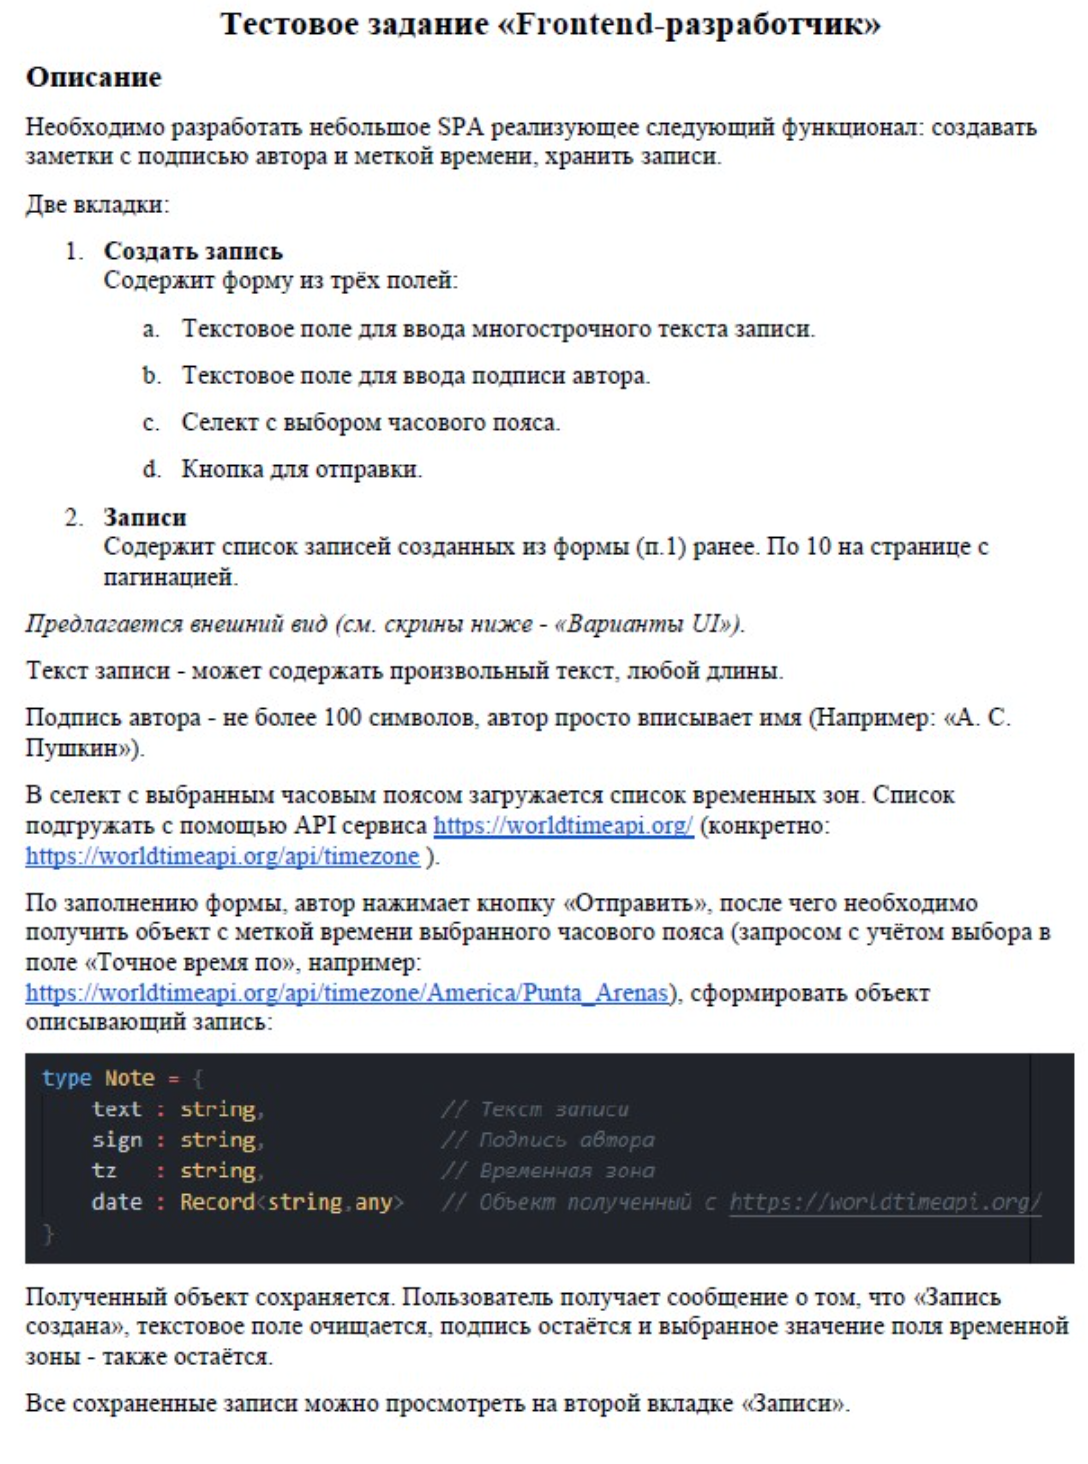 Тестовое задание «Frontend-разработчик»
Описание
Необходимо разработать небольшое SPA реализующее следующий функционал: создавать
заметки с подписью автора и меткой времени, хранить записи.
Две вкладки:
1. Создать запись
Содержит форму из трёх полей:
a. Текстовое поле для ввода многострочного текста записи.
b. Текстовое поле для ввода подписи автора.
c. Селект с выбором часового пояса.
d. Кнопка для отправки.
2. Записи
Содержит список записей созданных из формы (п.1) ранее. По 10 на странице с
пагинацией.
Предлагается внешний вид (см. скрины ниже - «Варианты UI»).
Текст записи - может содержать произвольный текст, любой длины.
Подпись автора - не более 100 символов, автор просто вписывает имя (Например: «А. С.
Пушкин»).
В селект с выбранным часовым поясом загружается список временных зон. Список
подгружать с помощью API сервиса https://worldtimeapi.org/ (конкретно:
https://worldtimeapi.org/api/timezone ).
По заполнению формы, автор нажимает кнопку «Отправить», после чего необходимо
получить объект с меткой времени выбранного часового пояса (запросом с учётом выбора в
поле «Точное время по», например:
https://worldtimeapi.org/api/timezone/America/Punta_Arenas), сформировать объект
описывающий запись:
type Note = {
text : string, // Текст записи
sign : string, // Подпись автора
tz : string, // Временная зона
date : Record<string,any> // Объект полученный с https://worldtimeapi.org/
}
Полученный объект сохраняется. Пользователь получает сообщение о том, что «Запись
создана», текстовое поле очищается, подпись остаётся и выбранное значение поля временной
зоны - также остаётся.
Все сохраненные записи можно просмотреть на второй вкладке «Записи».